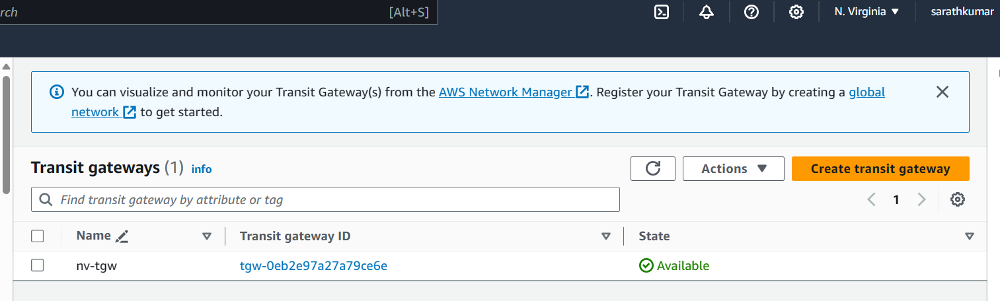 rch [Alt+S] N. Virginia sarathkumar
You can visualize and monitor your Transit Gateway(s) from the AWS Network Manager. Register your Transit Gateway by creating a global
network to get started.
Transit gateways (1) info Actions Create transit gateway
Find transit gateway by attribute or tag 1
Name Transit gateway ID State
nv-tgw tgw-0eb2e97a27a79ce6e Available